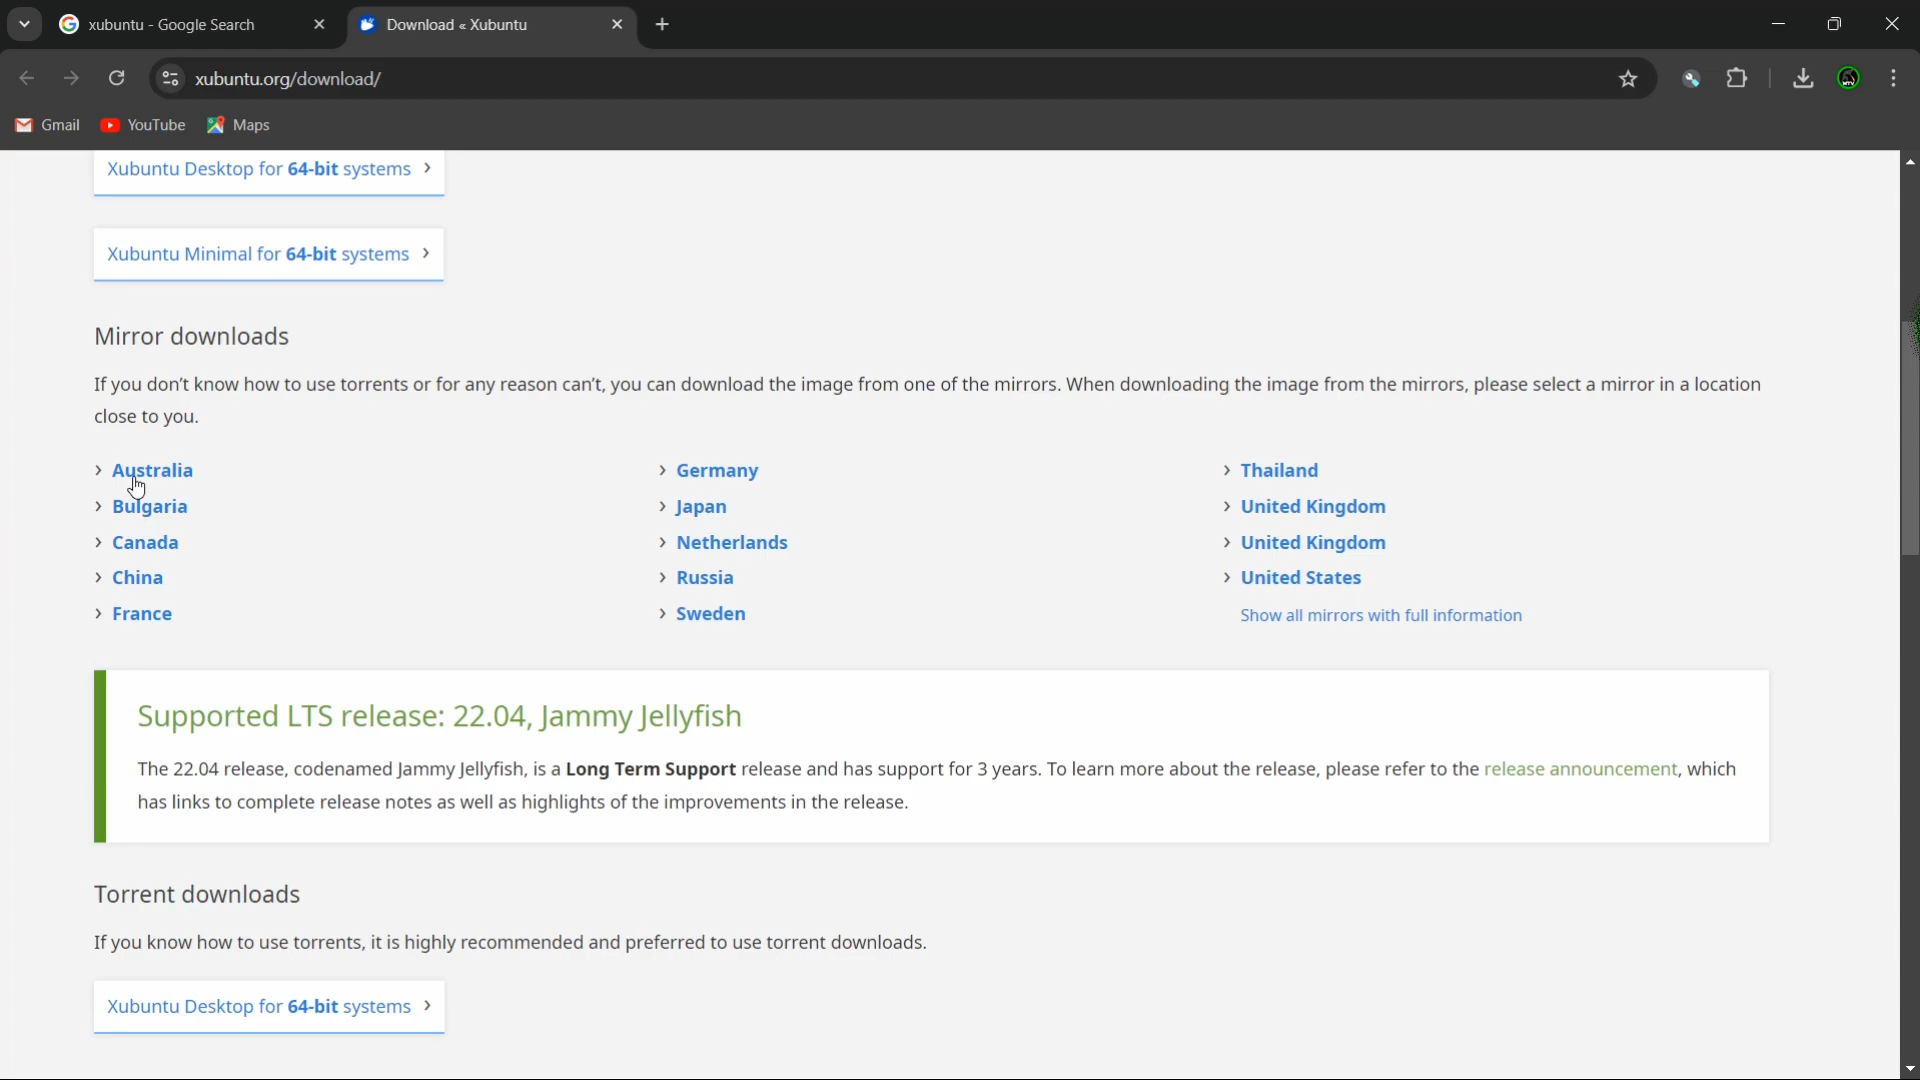 xubuntu - Google Search
Download « Xubuntu
xubuntu.org/download/
Gmail YouTube Maps
Xubuntu Desktop for 64-bit systems ›
Xubuntu Minimal for 64-bit systems ›
Mirror downloads
If you don't know how to use torrents or for any reason can't, you can download the image from one of the mirrors. When downloading the image from the mirrors, please select a mirror in a location
close to you.
› Australia
› Bulgaria
› Canada
› China
› France
› Germany
› Japan
› Netherlands
› Russia
› Sweden
› Thailand
› United Kingdom
› United Kingdom
› United States
Show all mirrors with full information
Supported LTS release: 22.04, Jammy Jellyfish
The 22.04 release, codenamed Jammy Jellyfish, is a Long Term Support release and has support for 3 years. To learn more about the release, please refer to the release announcement, which
has links to complete release notes as well as highlights of the improvements in the release.
Torrent downloads
If you know how to use torrents, it is highly recommended and preferred to use torrent downloads.
Xubuntu Desktop for 64-bit systems ›